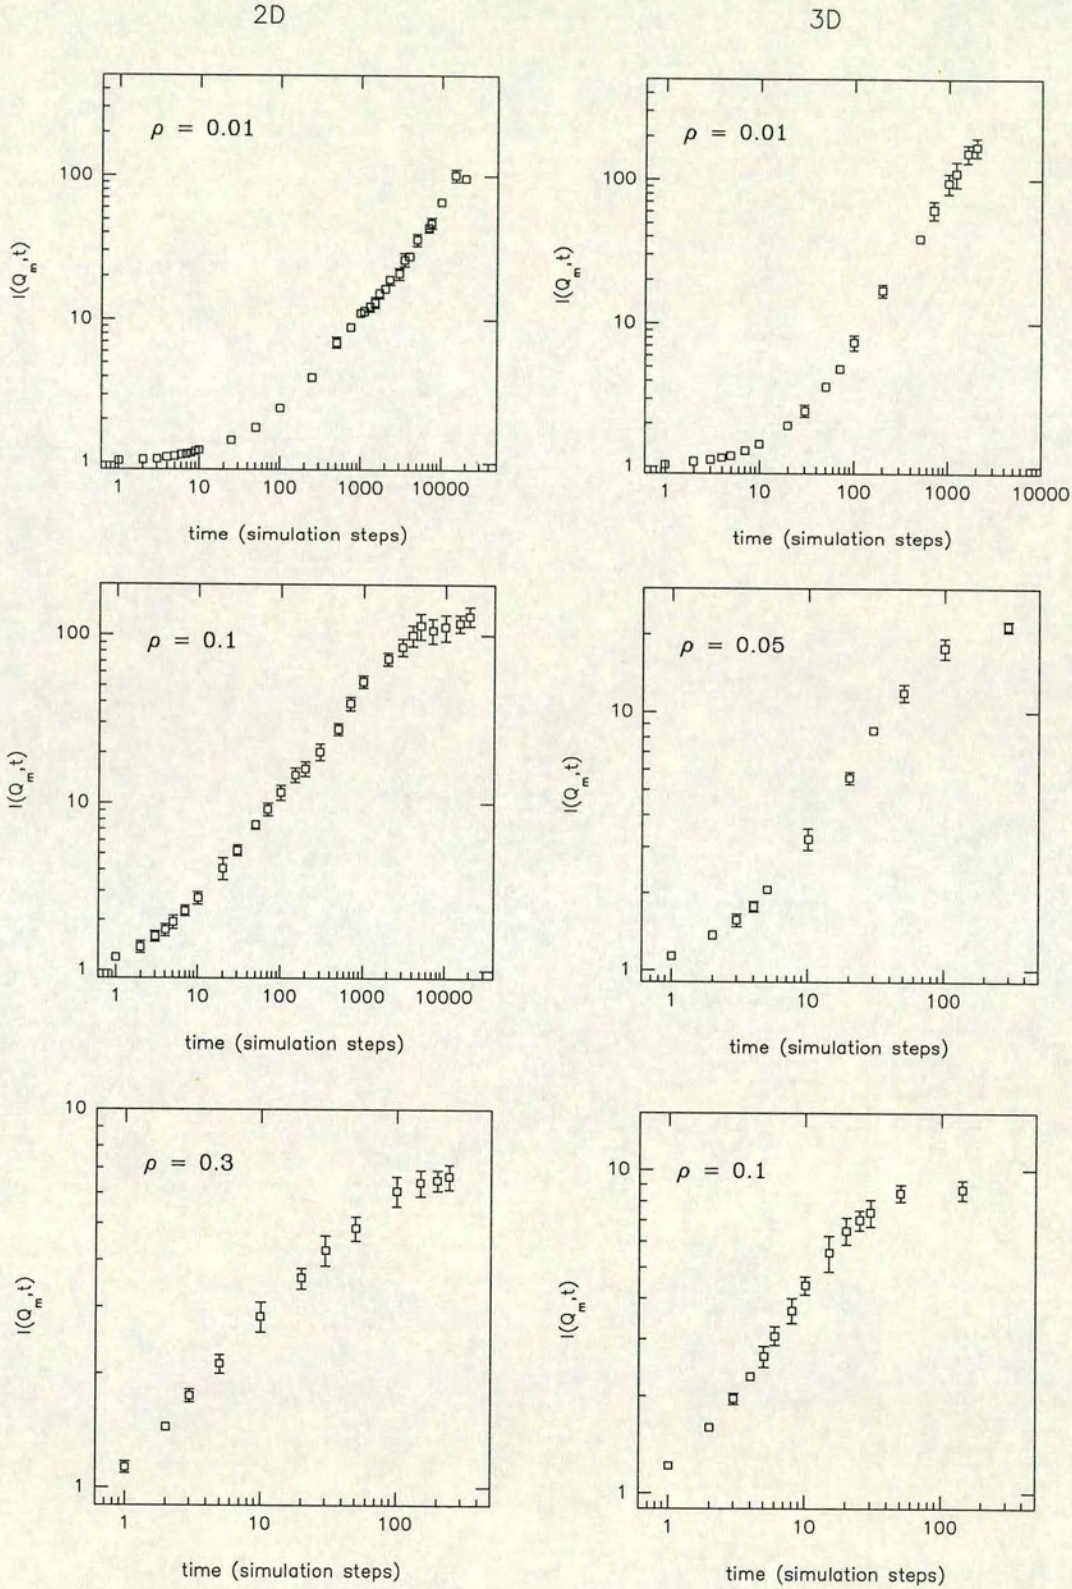 2D
3D
ρ = 0.01
100
10
1
I(Q_m,t)
1 10 100 1000 10000
time (simulation steps)
ρ = 0.01
100
10
1
I(Q_m,t)
1 10 100 1000 10000
time (simulation steps)
ρ = 0.1
100
10
1
I(Q_m,t)
1 10 100 1000 10000
time (simulation steps)
ρ = 0.05
10
1
I(Q_m,t)
1 10 100
time (simulation steps)
ρ = 0.3
10
1
I(Q_m,t)
1 10 100
time (simulation steps)
ρ = 0.1
10
1
I(Q_m,t)
1 10 100
time (simulation steps)